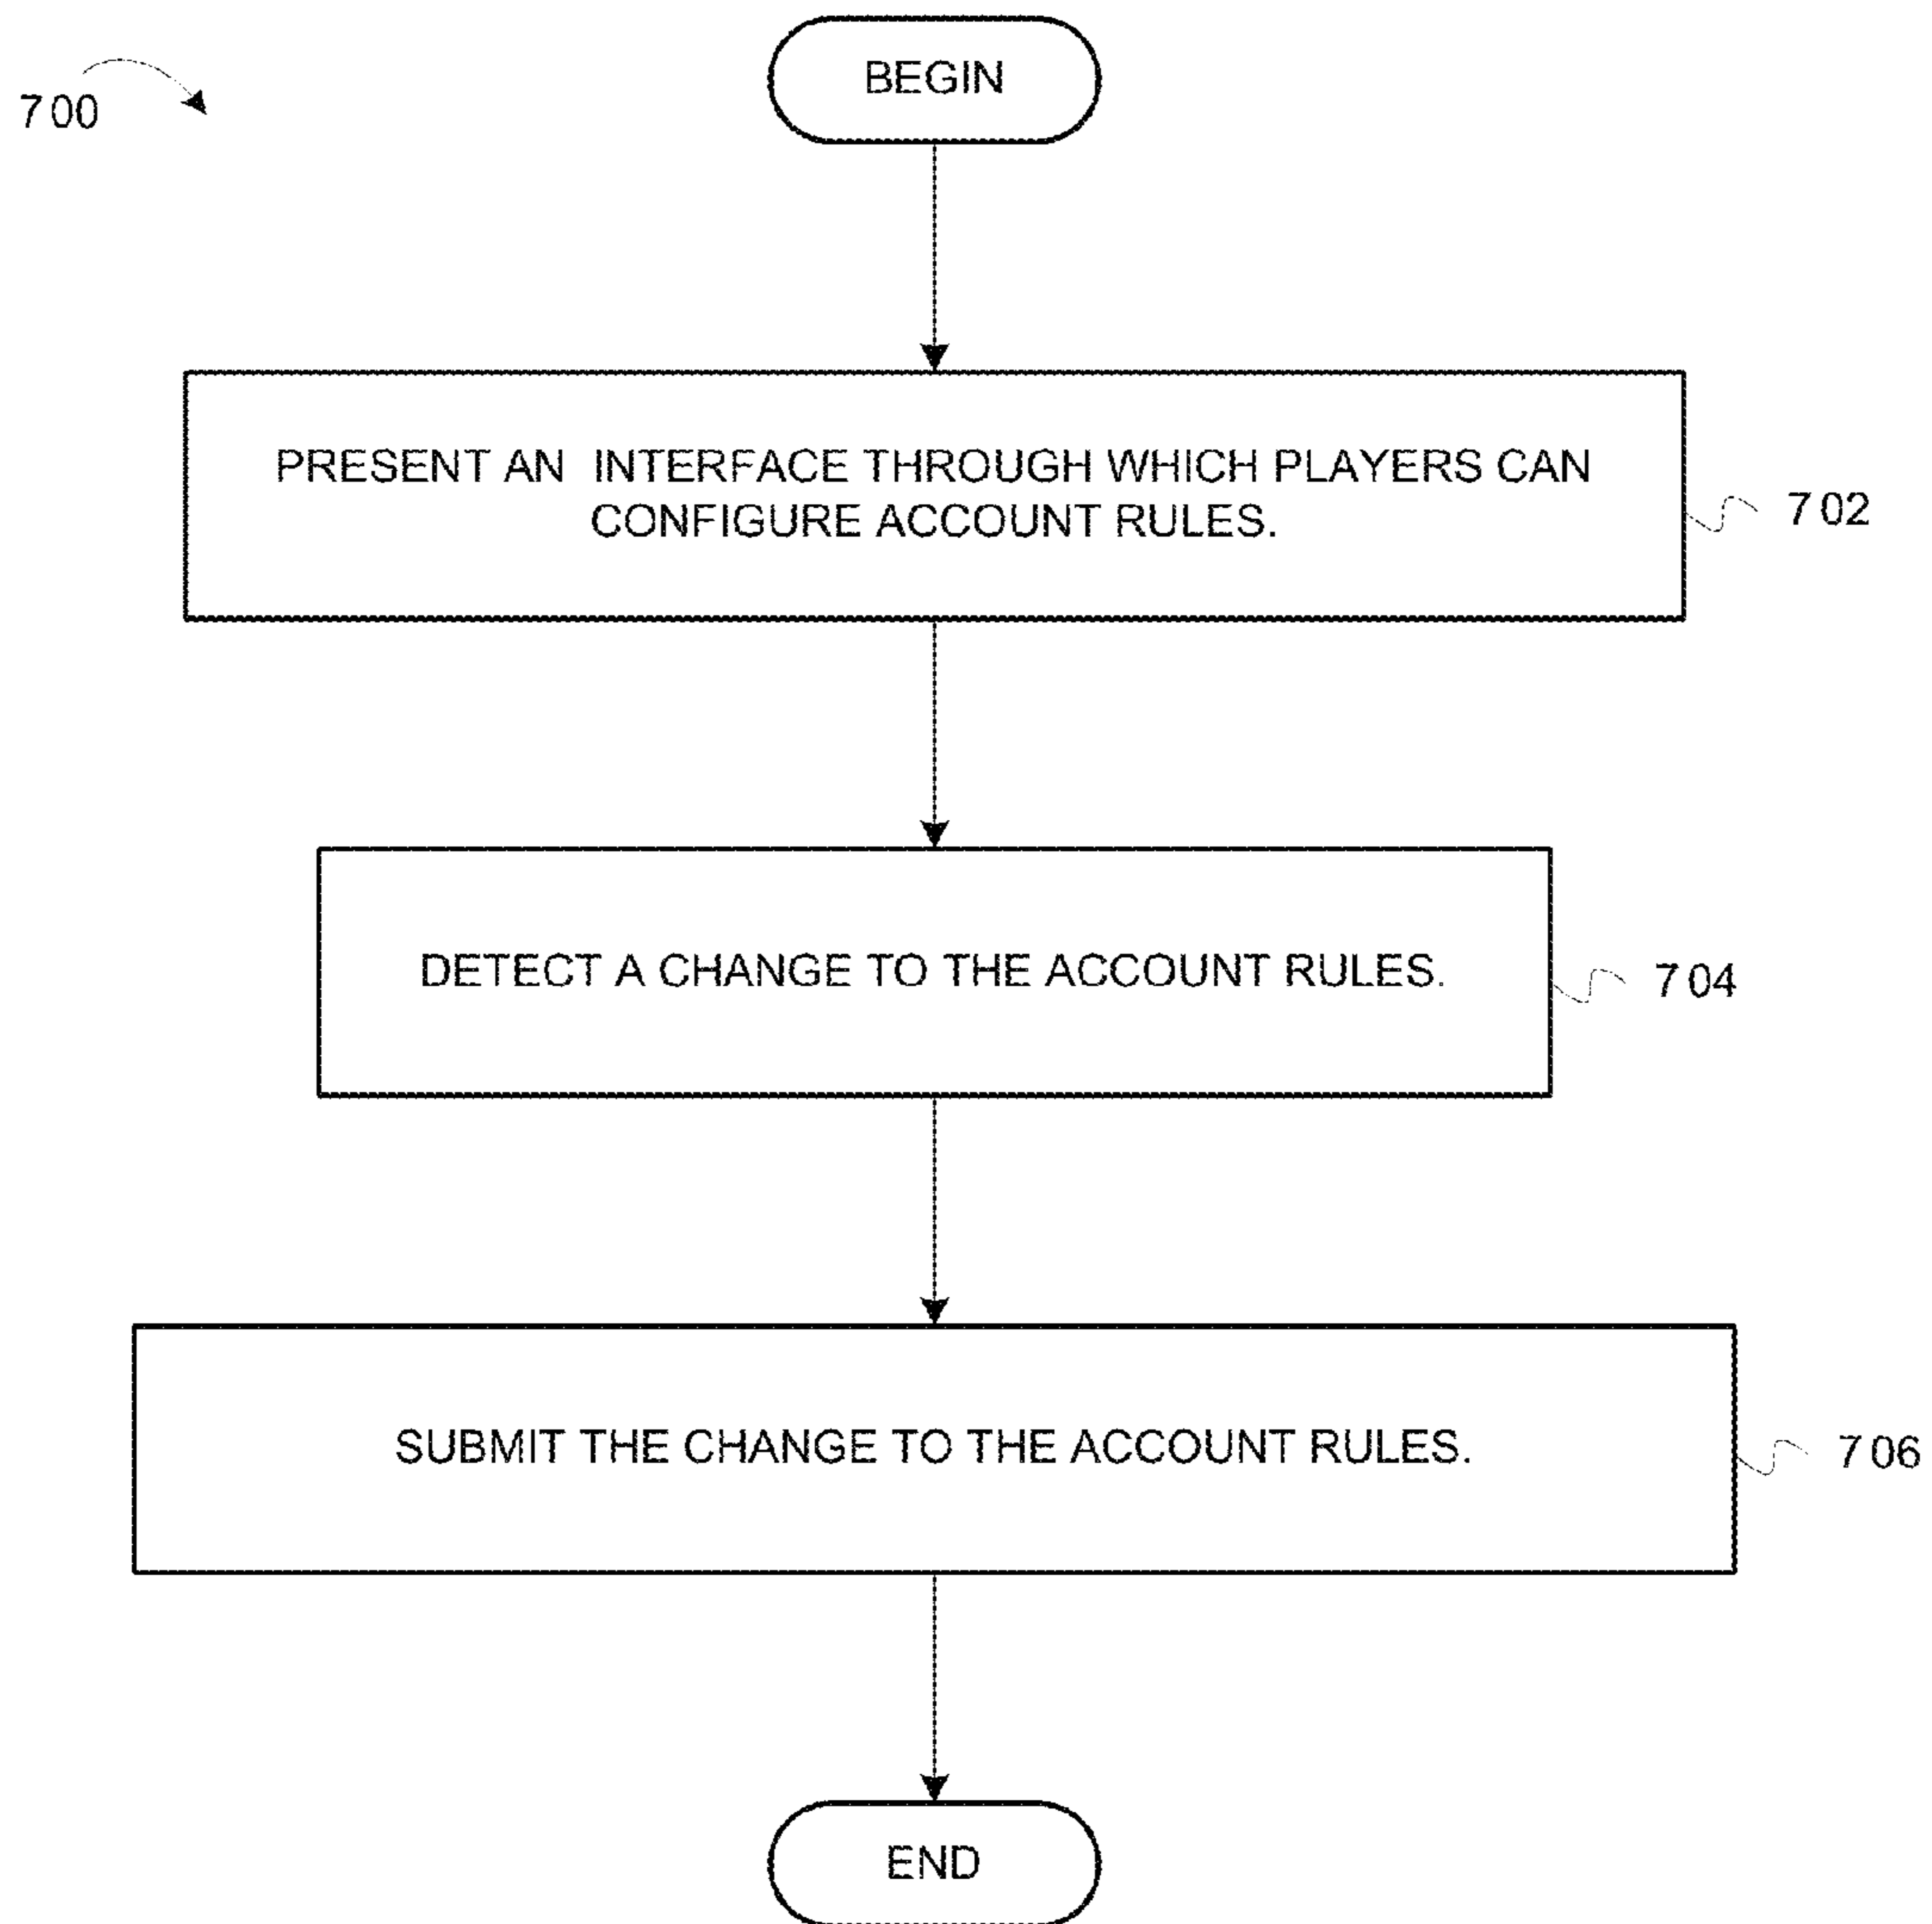 BEGIN
700
PRESENT AN INTERFACE THROUGH WHICH PLAYERS CAN
CONFIGURE ACCOUNT RULES.
702
DETECT A CHANGE TO THE ACCOUNT RULES.
704
SUBMIT THE CHANGE TO THE ACCOUNT RULES.
706
END